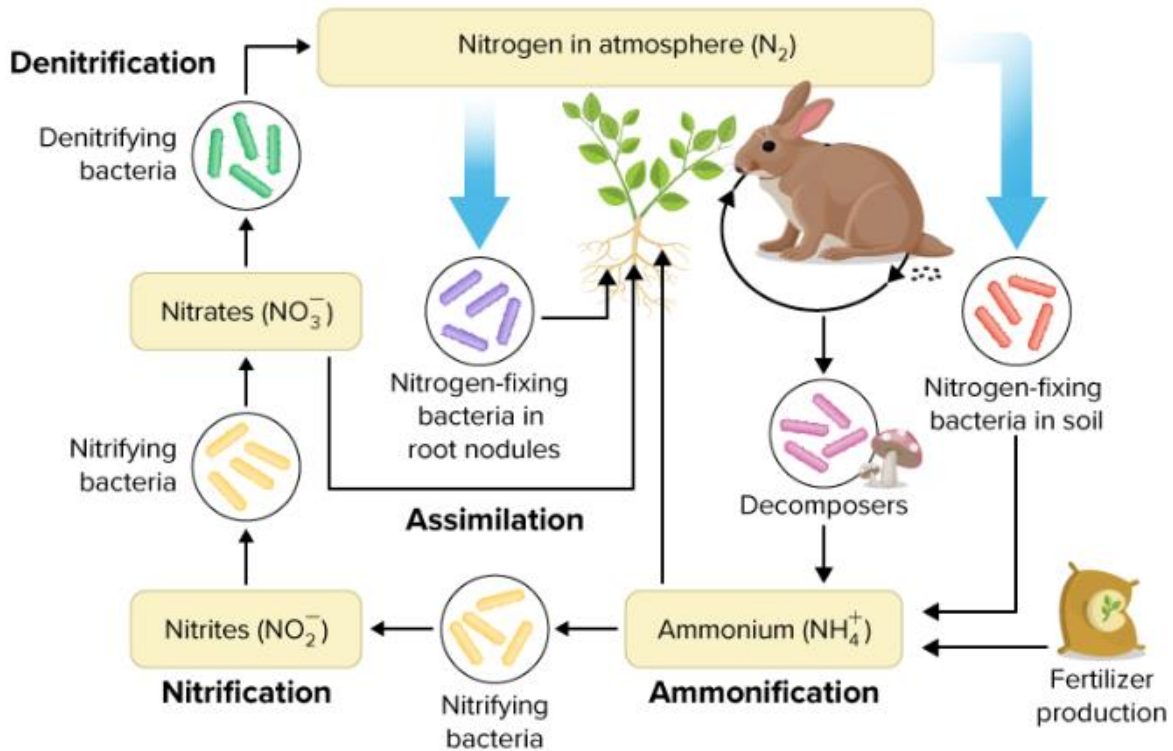 Nitrogen in atmosphere (N₂)
Denitrification
Denitrifying
bacteria
Nitrates (NO₃⁻)
Nitrogen-fixing
bacteria in
root nodules
Nitrogen-fixing
bacteria in soil
Nitrifying
bacteria
Decomposers
Assimilation
Nitrites (NO₂⁻)
Ammonium (NH₄⁺)
Nitrification
Nitrifying
bacteria
Ammonification
Fertilizer
production